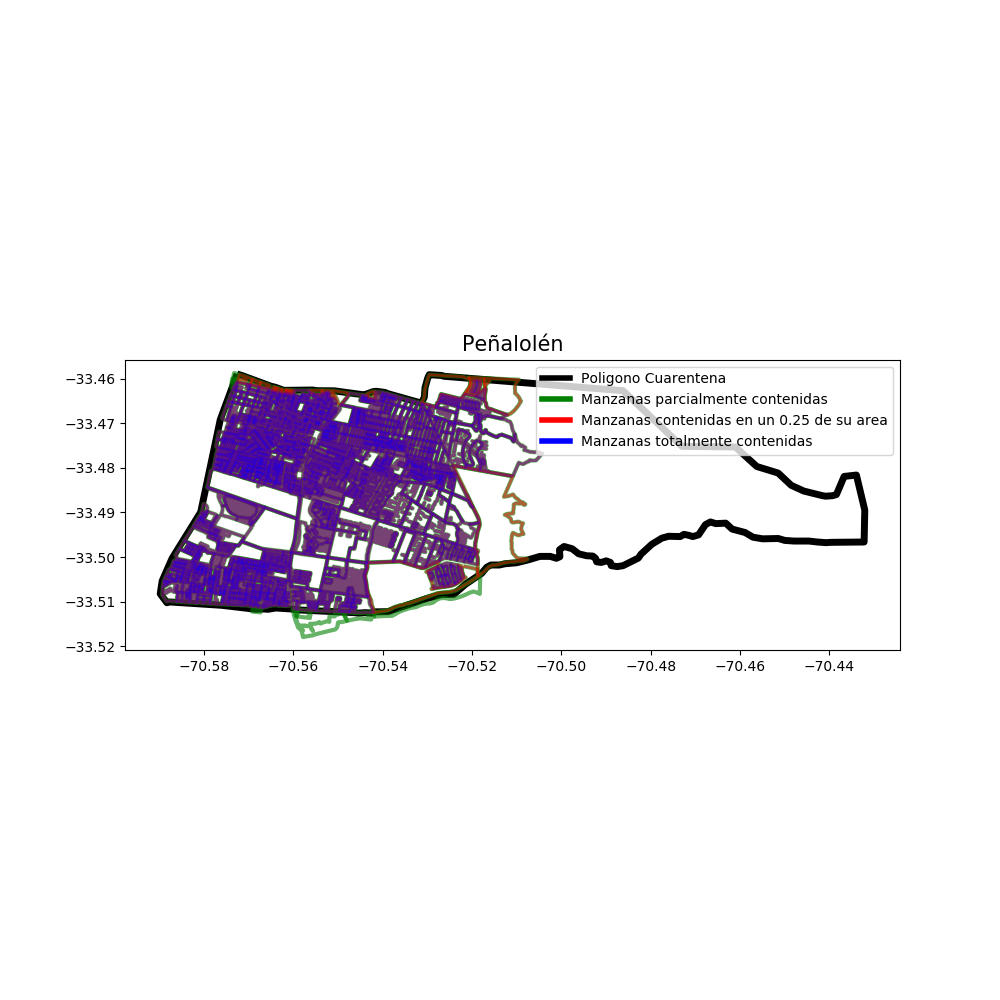 Peñalolén
Poligono Cuarentena
Manzanas parcialmente contenidas
Manzanas contenidas en un 0.25 de su area
Manzanas totalmente contenidas
−33.46
−33.47
−33.48
−33.49
−33.50
−33.51
−33.52
−70.58 −70.56 −70.54 −70.52 −70.50 −70.48 −70.46 −70.44